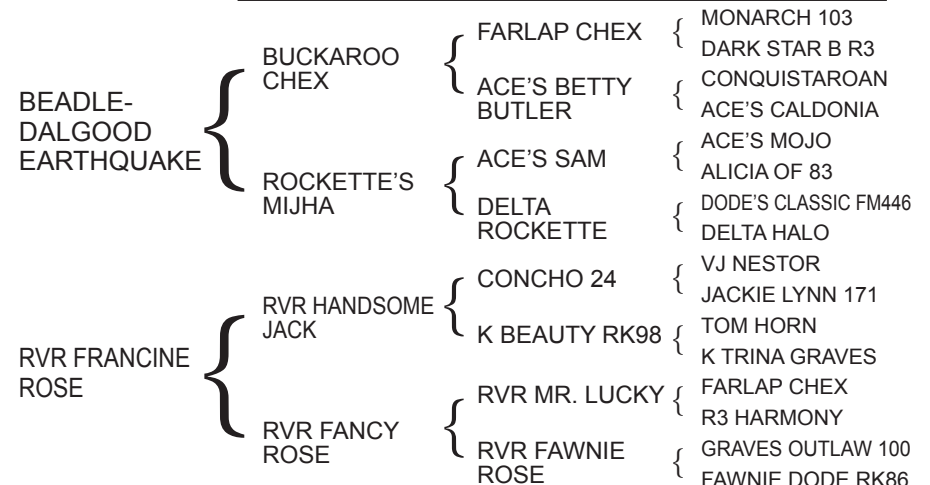 BEADLE-
DALGOOD
EARTHQUAKE
BUCKAROO
CHEX
FARLAP CHEX
MONARCH 103
DARK STAR B R3
ACE'S BETTY
BUTLER
CONQUISTAROAN
ACE'S CALDONIA
ROCKETTE'S
MIJHA
ACE'S SAM
ACE'S MOJO
ALICIA OF 83
DELTA
ROCKETTE
DODE'S CLASSIC FM446
DELTA HALO
RVR FRANCINE
ROSE
RVR HANDSOME
JACK
CONCHO 24
VJ NESTOR
JACKIE LYNN 171
K BEAUTY RK98
TOM HORN
K TRINA GRAVES
RVR FANCY
ROSE
RVR MR. LUCKY
FARLAP CHEX
R3 HARMONY
RVR FAWNIE
ROSE
GRAVES OUTLAW 100
FAWNIE DODE RK86